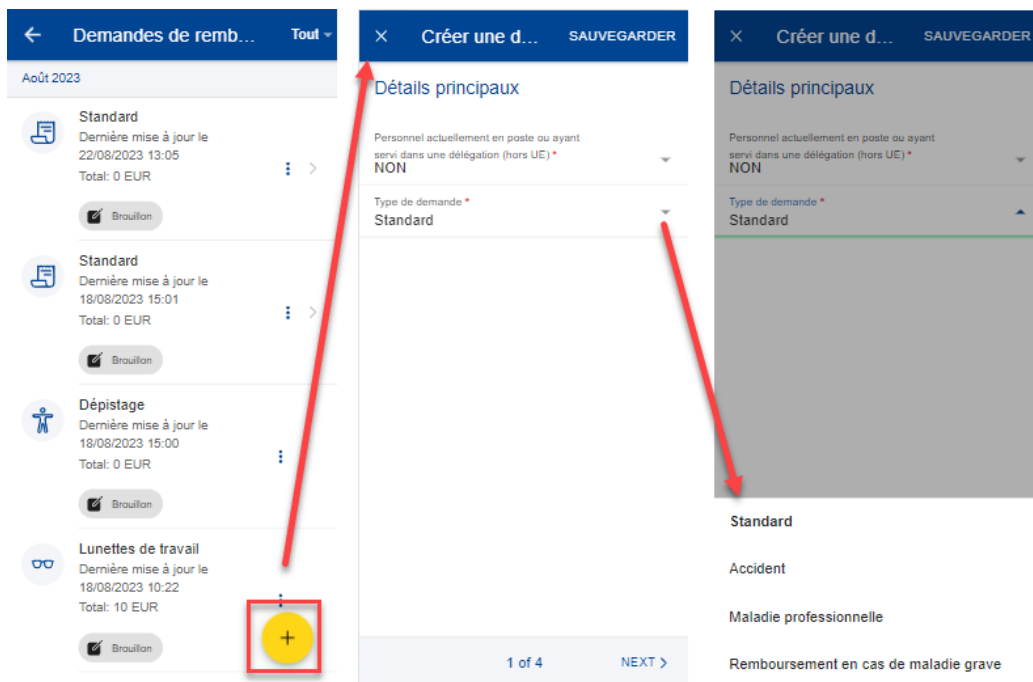 Demandes de remb... Tout
Août 2023
Standard
Dernière mise à jour le
22/08/2023 13:05
Total: 0 EUR
Brouillon
Standard
Dernière mise à jour le
18/08/2023 15:01
Total: 0 EUR
Brouillon
Dépistage
Dernière mise à jour le
18/08/2023 15:00
Total: 0 EUR
Brouillon
Lunettes de travail
Dernière mise à jour le
18/08/2023 10:22
Total: 10 EUR
Brouillon
Créer une d... SAUVEGARDER
Détails principaux
Personnel actuellement en poste ou ayant
servi dans une délégation (hors UE) *
NON
Type de demande *
Standard
1 of 4 NEXT >
Créer une d... SAUVEGARDER
Détails principaux
Personnel actuellement en poste ou ayant
servi dans une délégation (hors UE) *
NON
Type de demande *
Standard
Standard
Accident
Maladie professionnelle
Remboursement en cas de maladie grave